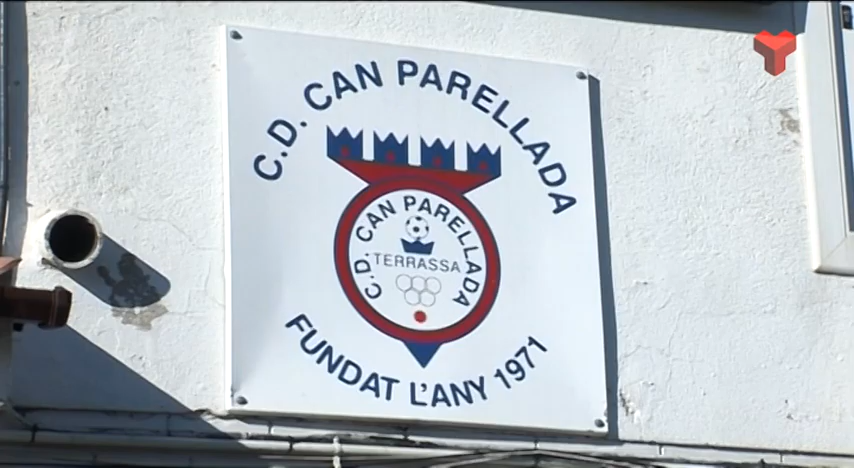 C.D. CAN PARELLADA
C.D. CAN PARELLADA
TERRASSA
FUNDAT L'ANY 1971